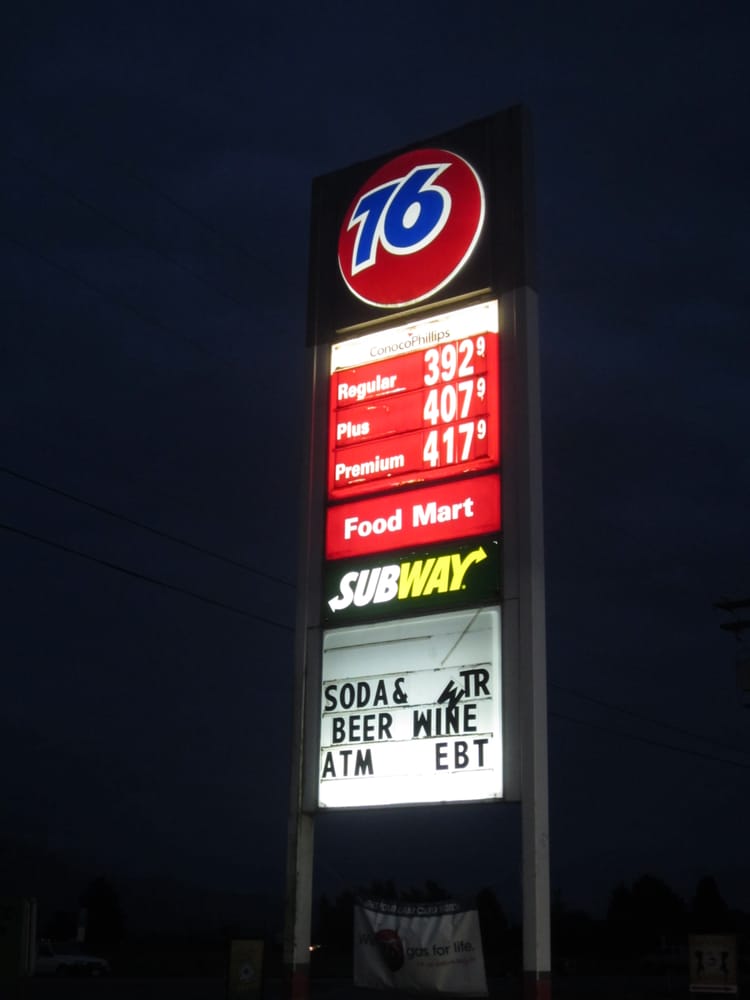 76
ConocoPhillips
Regular 392 9
Plus 407 9
Premium 417 9
Food Mart
SUBWAY
SODA& WTR
BEER WINE
ATM EBT
gas for life.